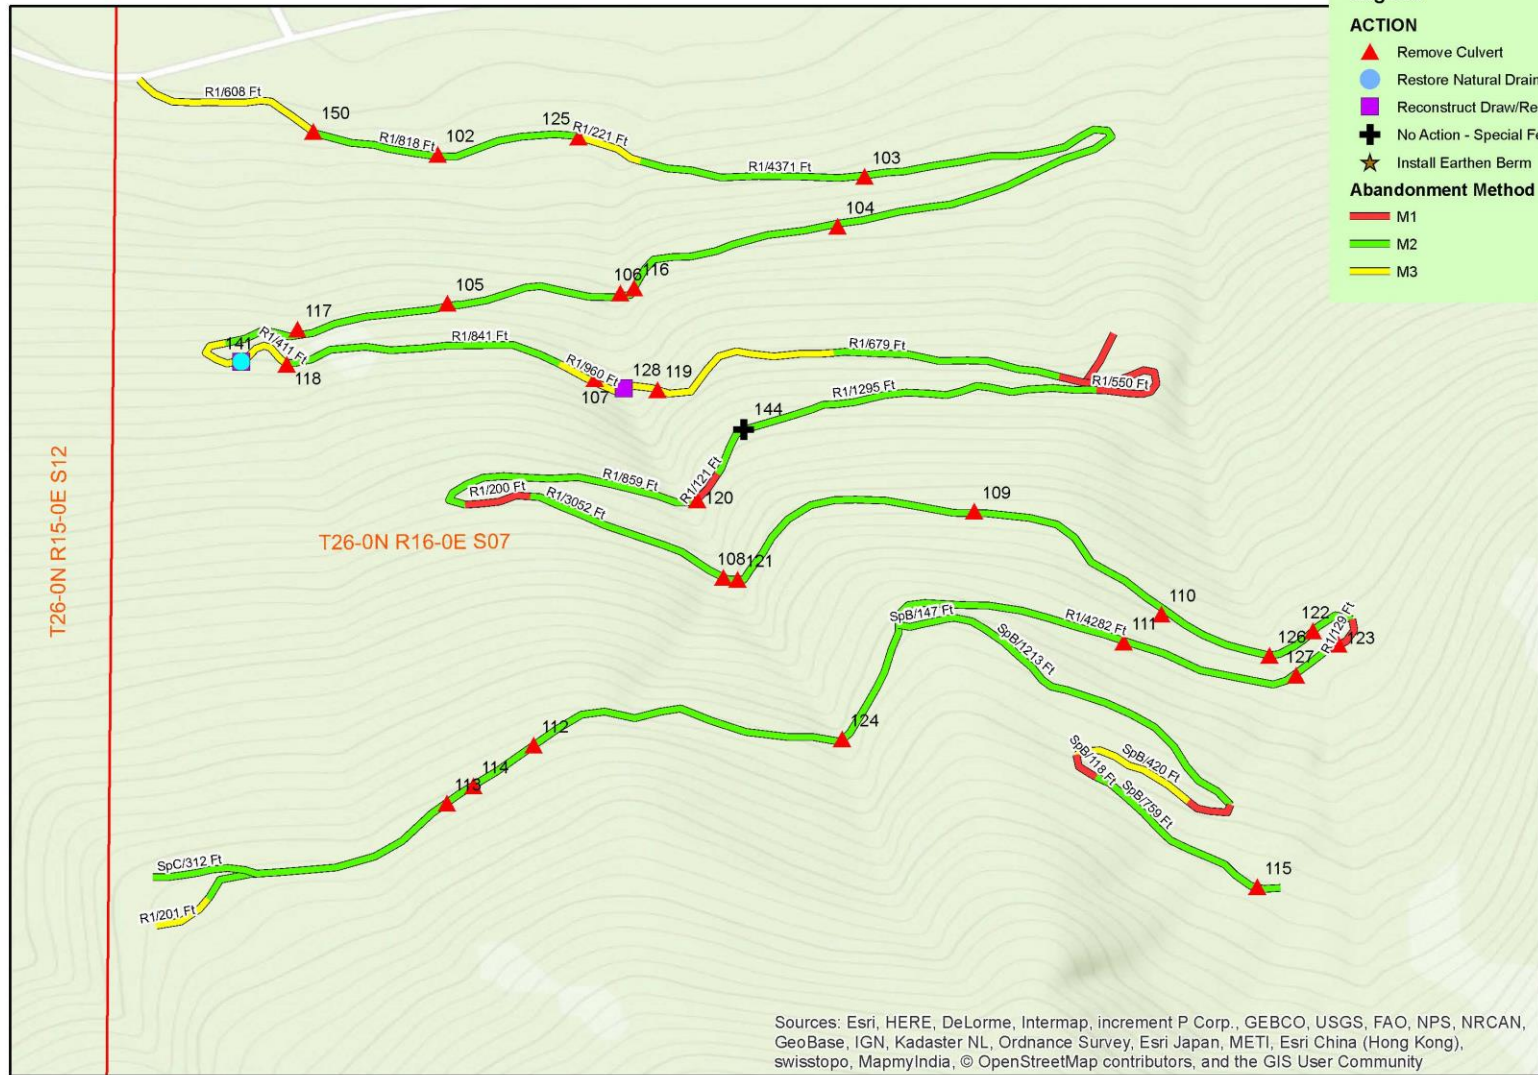 ACTION
Remove Culvert
Restore Natural
Reconstruct
No Action - Special
Install Earthen Berm
Abandonment Method
M1
M2
M3
R1/608 Ft
150
R1/818 Ft
102
125
R1/221 Ft
R1/4371 Ft
103
104
116
106
105
117
141
R1/411 Ft
118
R1/841 Ft
R1/960 Ft
107
128
119
R1/679 Ft
R1/550 Ft
R1/1295 Ft
144
R1/121 Ft
120
R1/859 Ft
R1/200 Ft
R1/3052 Ft
T26-0N R15-0E S12
T26-0N R16-0E S07
108
121
109
110
111
R1/4282 Ft
122
R1/129 Ft
123
126
127
SpB/147 Ft
SpB/1213 Ft
124
112
114
113
SpB/118 Ft
SpB/420 Ft
SpB/759 Ft
115
SpC/312 Ft
R1/201 Ft
Sources: Esri, HERE, DeLorme, Intermap, increment P Corp., GEBCO, USGS, FAO, NPS, NRCAN,
GeoBase, IGN, Kadaster NL, Ordnance Survey, Esri Japan, METI, Esri China (Hong Kong),
swisstopo, MapmyIndia, © OpenStreetMap contributors, and the GIS User Community